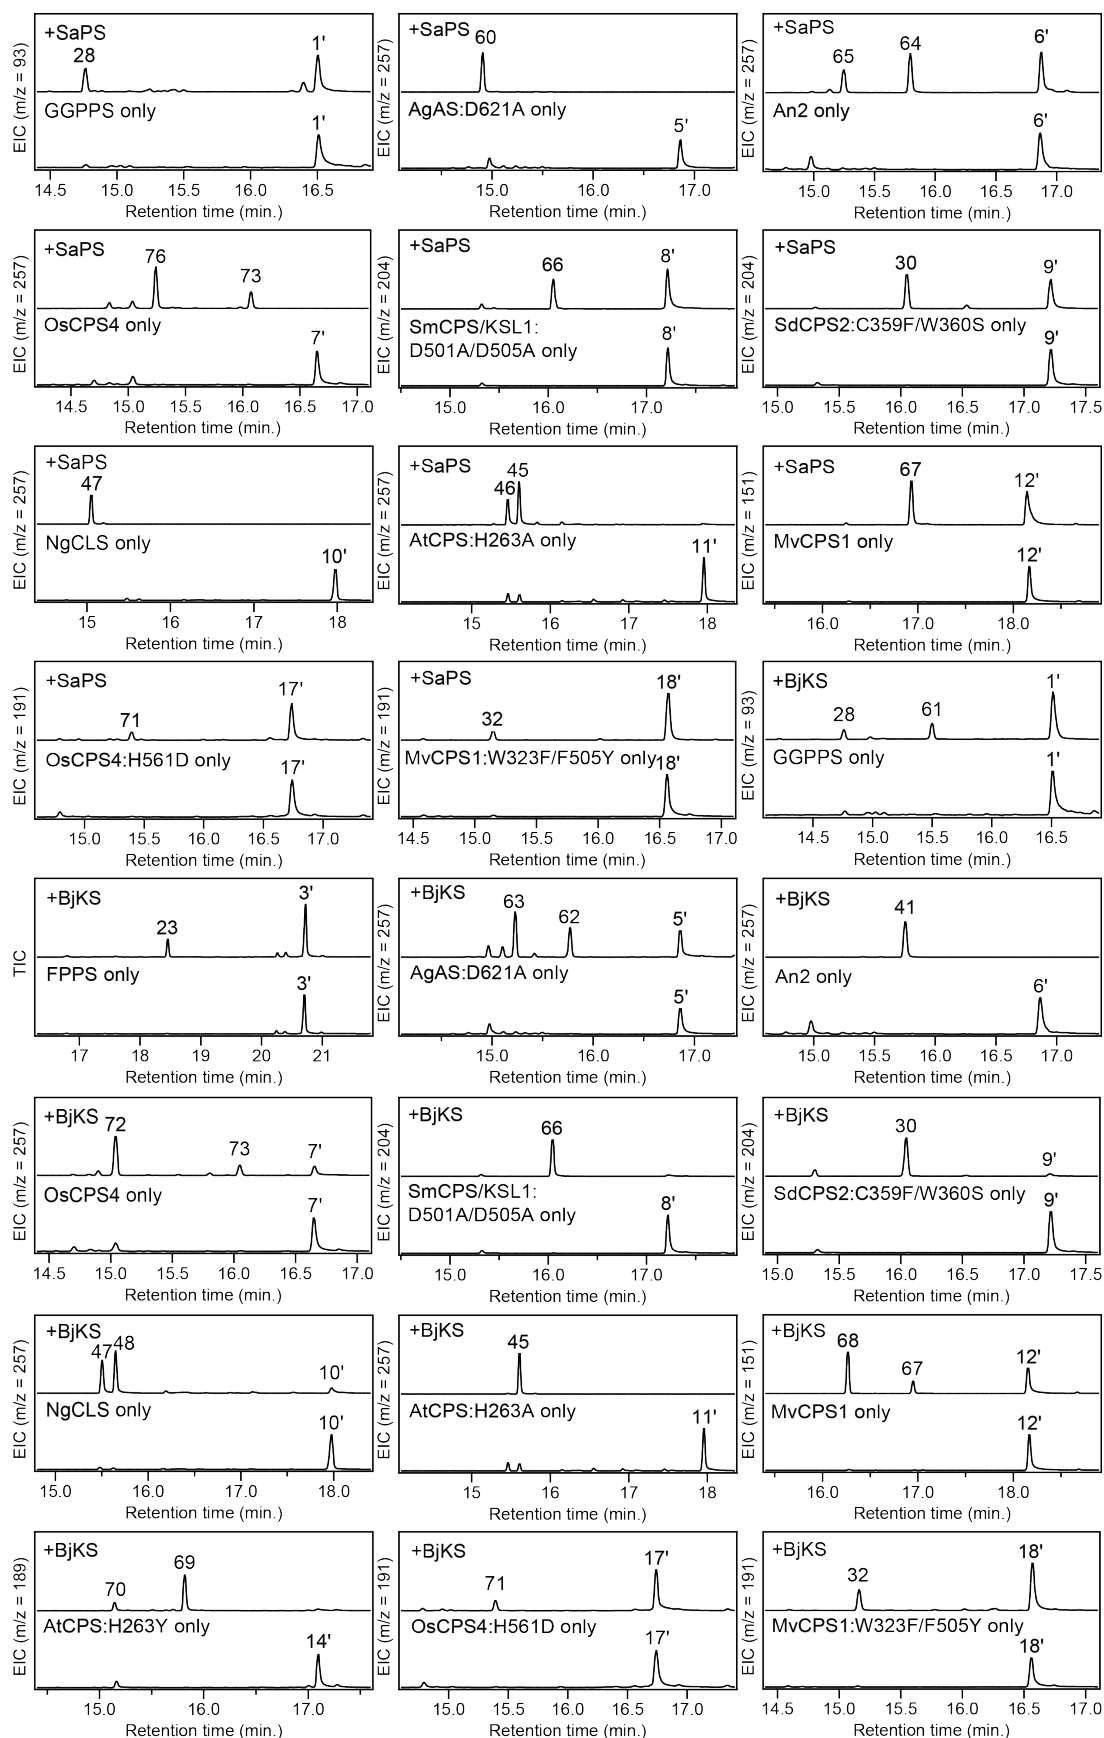 +SaPS
28
1'
GGPPS only
1'
EIC (m/z = 93)
14.5 15.0 15.5 16.0 16.5
Retention time (min.)
+SaPS
60
AgAS:D621A only
5'
EIC (m/z = 257)
15.0 16.0 17.0
Retention time (min.)
+SaPS
65
64
6'
An2 only
6'
EIC (m/z = 257)
15.0 15.5 16.0 16.5 17.0
Retention time (min.)
+SaPS
76
73
OsCPS4 only
7'
EIC (m/z = 257)
14.5 15.0 15.5 16.0 16.5 17.0
Retention time (min.)
+SaPS
66
8'
SmCPS/KSL1:
D501A/D505A only
8'
EIC (m/z = 204)
15.0 16.0 17.0
Retention time (min.)
+SaPS
30
9'
SdCPS2:C359F/W360S only
9'
EIC (m/z = 204)
15.0 15.5 16.0 16.5 17.0 17.5
Retention time (min.)
+SaPS
47
NgCLS only
10'
EIC (m/z = 257)
15 16 17 18
Retention time (min.)
+SaPS
45
46
AtCPS:H263A only
11'
EIC (m/z = 257)
15 16 17 18
Retention time (min.)
+SaPS
67
12'
MvCPS1 only
12'
EIC (m/z = 151)
16.0 17.0 18.0
Retention time (min.)
+SaPS
71
17'
OsCPS4:H561D only
17'
EIC (m/z = 191)
15.0 15.5 16.0 16.5 17.0
Retention time (min.)
+SaPS
32
18'
MvCPS1:W323F/F505Y only
18'
EIC (m/z = 191)
14.5 15.0 15.5 16.0 16.5 17.0
Retention time (min.)
+BjKS
28
61
1'
GGPPS only
1'
EIC (m/z = 93)
14.5 15.0 15.5 16.0 16.5
Retention time (min.)
+BjKS
23
3'
FPPS only
3'
TIC
17 18 19 20 21
Retention time (min.)
+BjKS
63
62
5'
AgAS:D621A only
5'
EIC (m/z = 257)
15.0 16.0 17.0
Retention time (min.)
+BjKS
41
An2 only
6'
EIC (m/z = 257)
15.0 15.5 16.0 16.5 17.0
Retention time (min.)
+BjKS
72
73
7'
OsCPS4 only
7'
EIC (m/z = 257)
14.5 15.0 15.5 16.0 16.5 17.0
Retention time (min.)
+BjKS
66
SmCPS/KSL1:
D501A/D505A only
8'
EIC (m/z = 204)
15.0 16.0 17.0
Retention time (min.)
+BjKS
30
9'
SdCPS2:C359F/W360S only
9'
EIC (m/z = 204)
15.0 15.5 16.0 16.5 17.0 17.5
Retention time (min.)
+BjKS
47
48
10'
NgCLS only
10'
EIC (m/z = 257)
15.0 16.0 17.0 18.0
Retention time (min.)
+BjKS
45
AtCPS:H263A only
11'
EIC (m/z = 257)
15 16 17 18
Retention time (min.)
+BjKS
68
67
12'
MvCPS1 only
12'
EIC (m/z = 151)
16.0 17.0 18.0
Retention time (min.)
+BjKS
70
69
AtCPS:H263Y only
14'
EIC (m/z = 189)
15.0 16.0 17.0
Retention time (min.)
+BjKS
71
17'
OsCPS4:H561D only
17'
EIC (m/z = 191)
15.0 15.5 16.0 16.5 17.0
Retention time (min.)
+BjKS
32
18'
MvCPS1:W323F/F505Y only
18'
EIC (m/z = 191)
14.5 15.0 15.5 16.0 16.5 17.0
Retention time (min.)